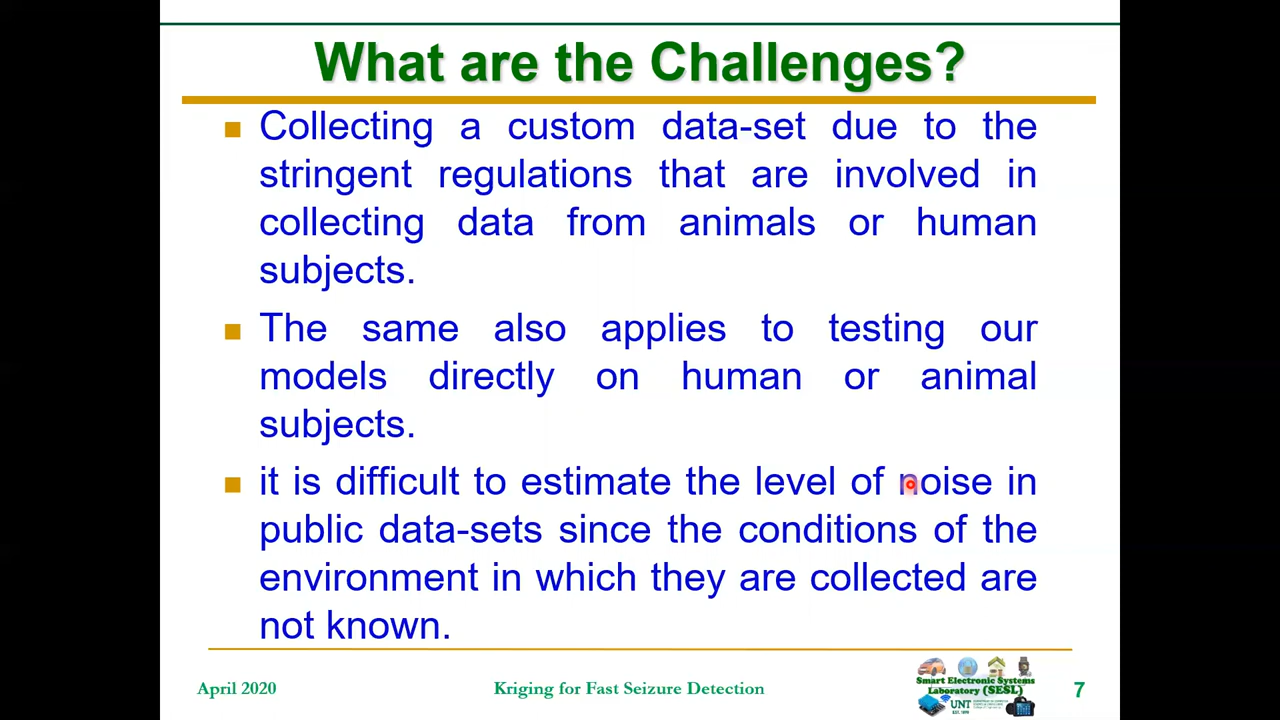 What are the Challenges?
Collecting a custom data-set due to the
stringent regulations that are involved in
collecting data from animals or human
subjects.
The same also applies to testing our
models directly on human or animal
subjects.
it is difficult to estimate the level of noise in
public data-sets since the conditions of the
environment in which they are collected are
not known.
April 2020
Kriging for Fast Seizure Detection
Smart Electronic Systems
Laboratory (SESL)
UNT
EST. 1890
7